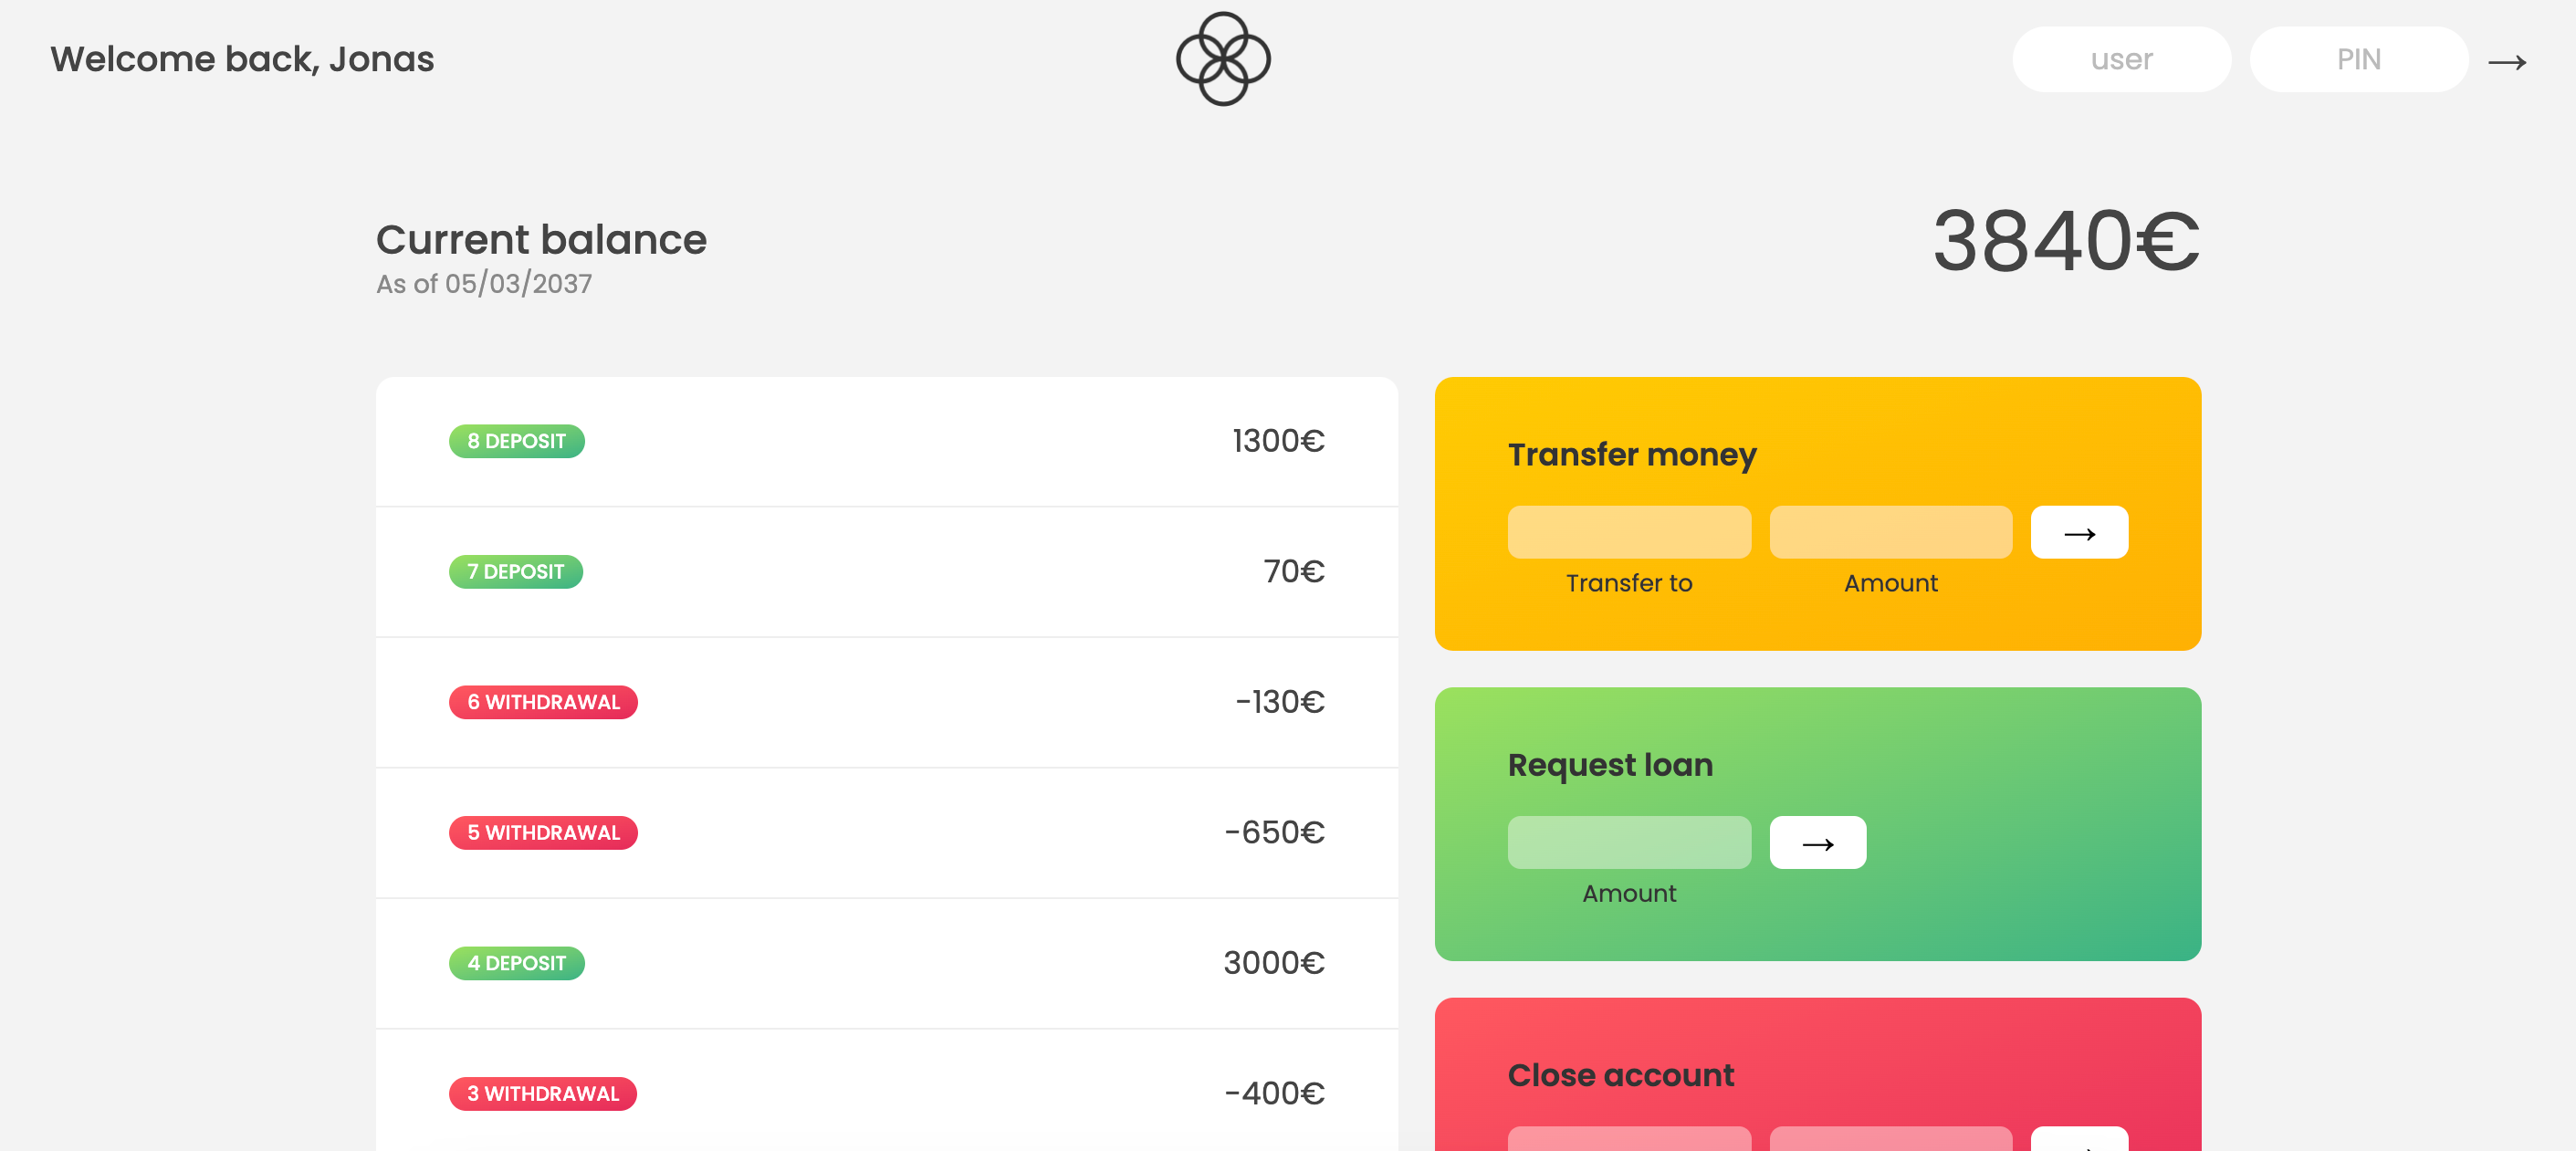 Welcome back, Jonas
user
PIN
→
Current balance
As of 05/03/2037
3840€
8 DEPOSIT
1300€
7 DEPOSIT
70€
6 WITHDRAWAL
-130€
5 WITHDRAWAL
-650€
4 DEPOSIT
3000€
3 WITHDRAWAL
-400€
Transfer money
→
Transfer to
Amount
Request loan
→
Amount
Close account